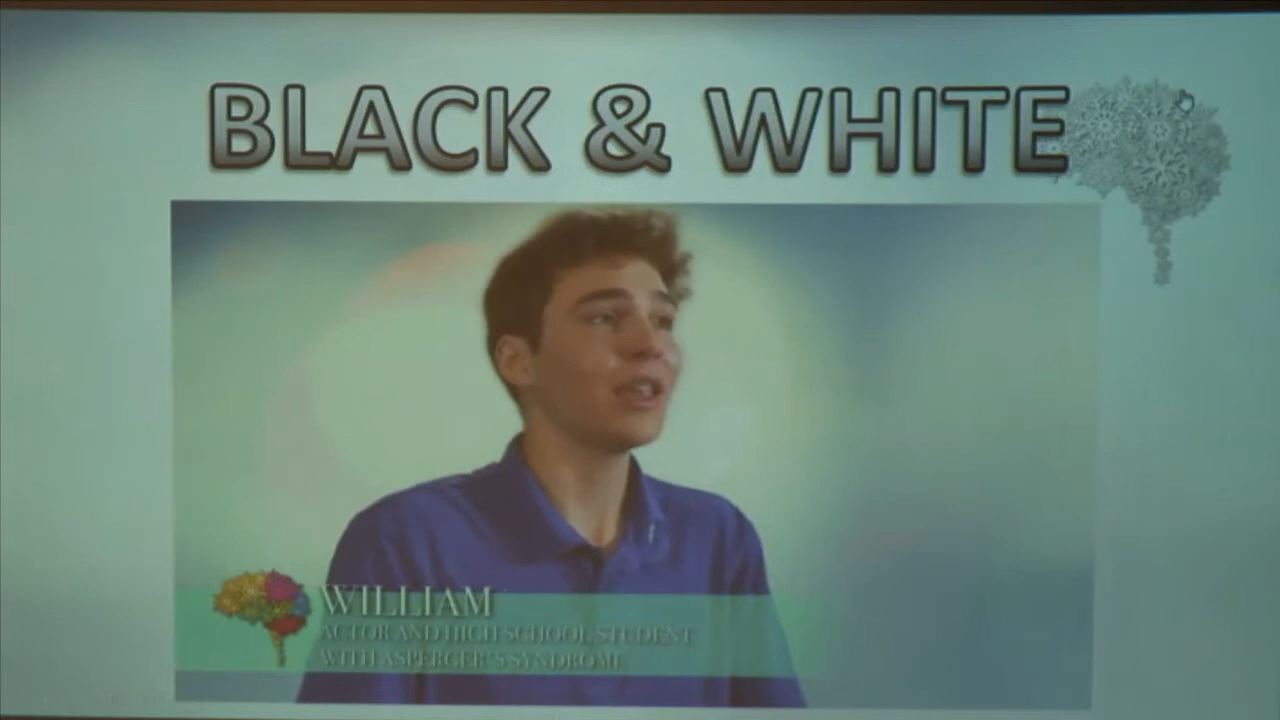 BLACK & WHITE
WILLIAM
ACTOR AND HIGH SCHOOL STUDENT
WITH ASPERGER'S SYNDROME